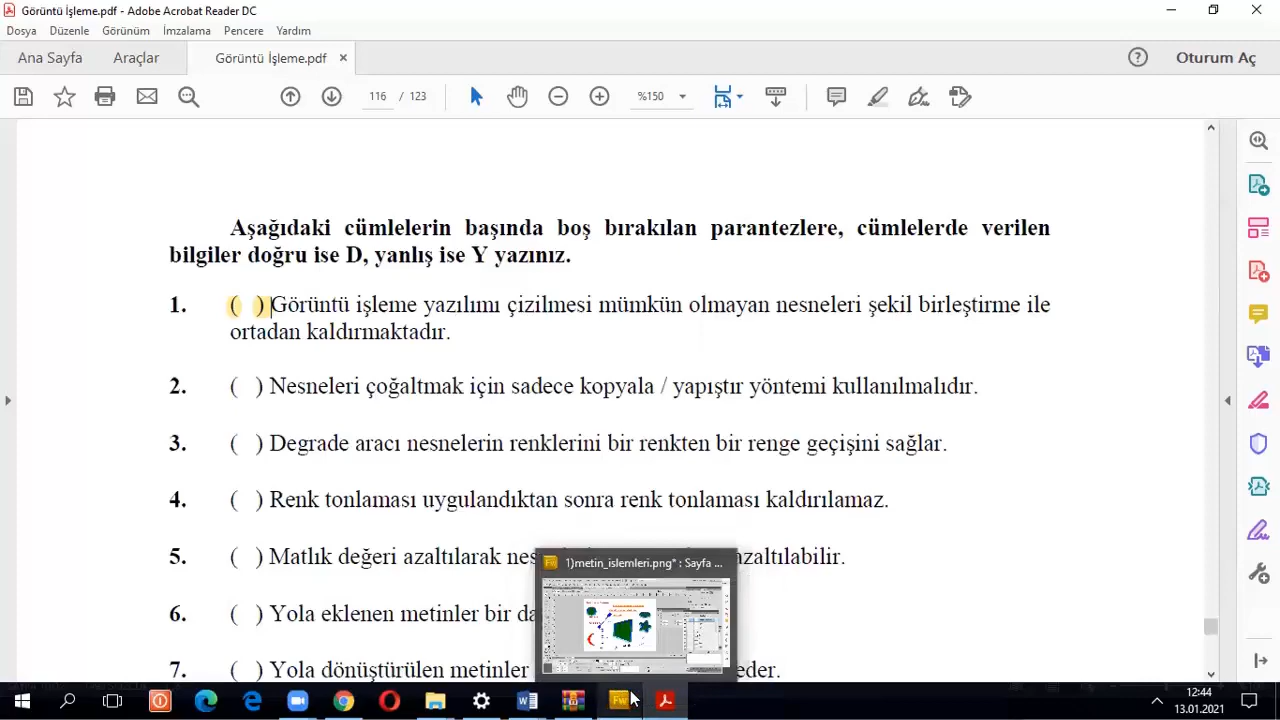 Görüntü İşleme.pdf - Adobe Acrobat Reader DC
Dosya Düzenle Görünüm İmzalama Pencere Yardım
Ana Sayfa Araçlar Görüntü İşleme.pdf × Oturum Aç
116 / 123 %150
Aşağıdaki cümlelerin başında boş bırakılan parantezlere, cümlelerde verilen
bilgiler doğru ise D, yanlış ise Y yazınız.
1. ( ) Görüntü işleme yazılımı çizilmesi mümkün olmayan nesneleri şekil birleştirme ile
ortadan kaldırmaktadır.
2. ( ) Nesneleri çoğaltmak için sadece kopyala / yapıştır yöntemi kullanılmalıdır.
3. ( ) Degrade aracı nesnelerin renklerini bir renkten bir renge geçişini sağlar.
4. ( ) Renk tonlaması uygulandıktan sonra renk tonlaması kaldırılamaz.
5. ( ) Matlık değeri azaltılarak azaltılabilir.
1)metin_islemleri.png* : Sayfa ...
6. ( ) Yola eklenen metinler bir
7. ( ) Yola dönüştürülen metinler eder.
Fw
12:44
13.01.2021